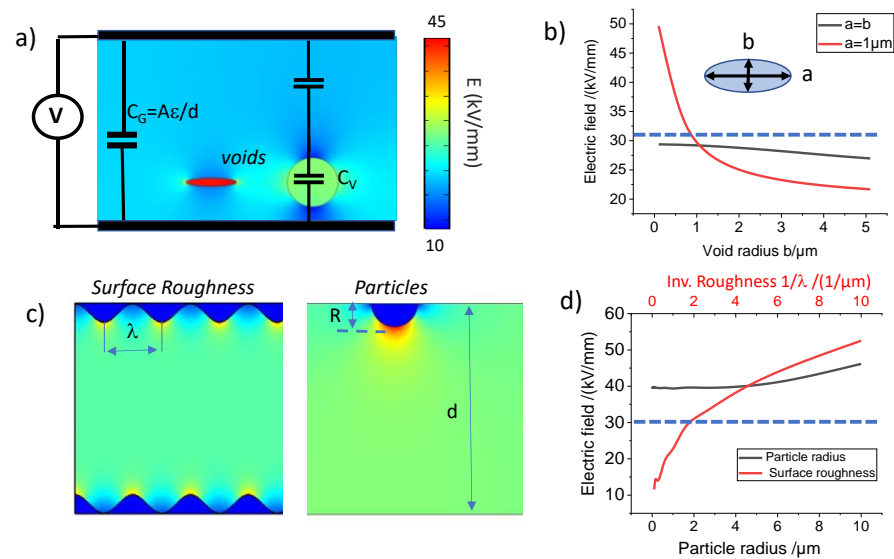 a)
45
E (kV/mm)
10
V
C_G=Aε/d
voids
C_V
b)
50
45
40
35
30
25
20
Electric field/(kV/mm)
a=b
a=1µm
b
a
0
1
2
3
4
5
Void radius b/µm
c)
Surface Roughness
λ
Particles
R
d
d)
Inv. Roughness 1/λ /(1/µm)
0
2
4
6
8
10
60
50
40
30
20
10
Electric field /(kV/mm)
Particle radius
Surface roughness
0
2
4
6
8
10
Particle radius /µm